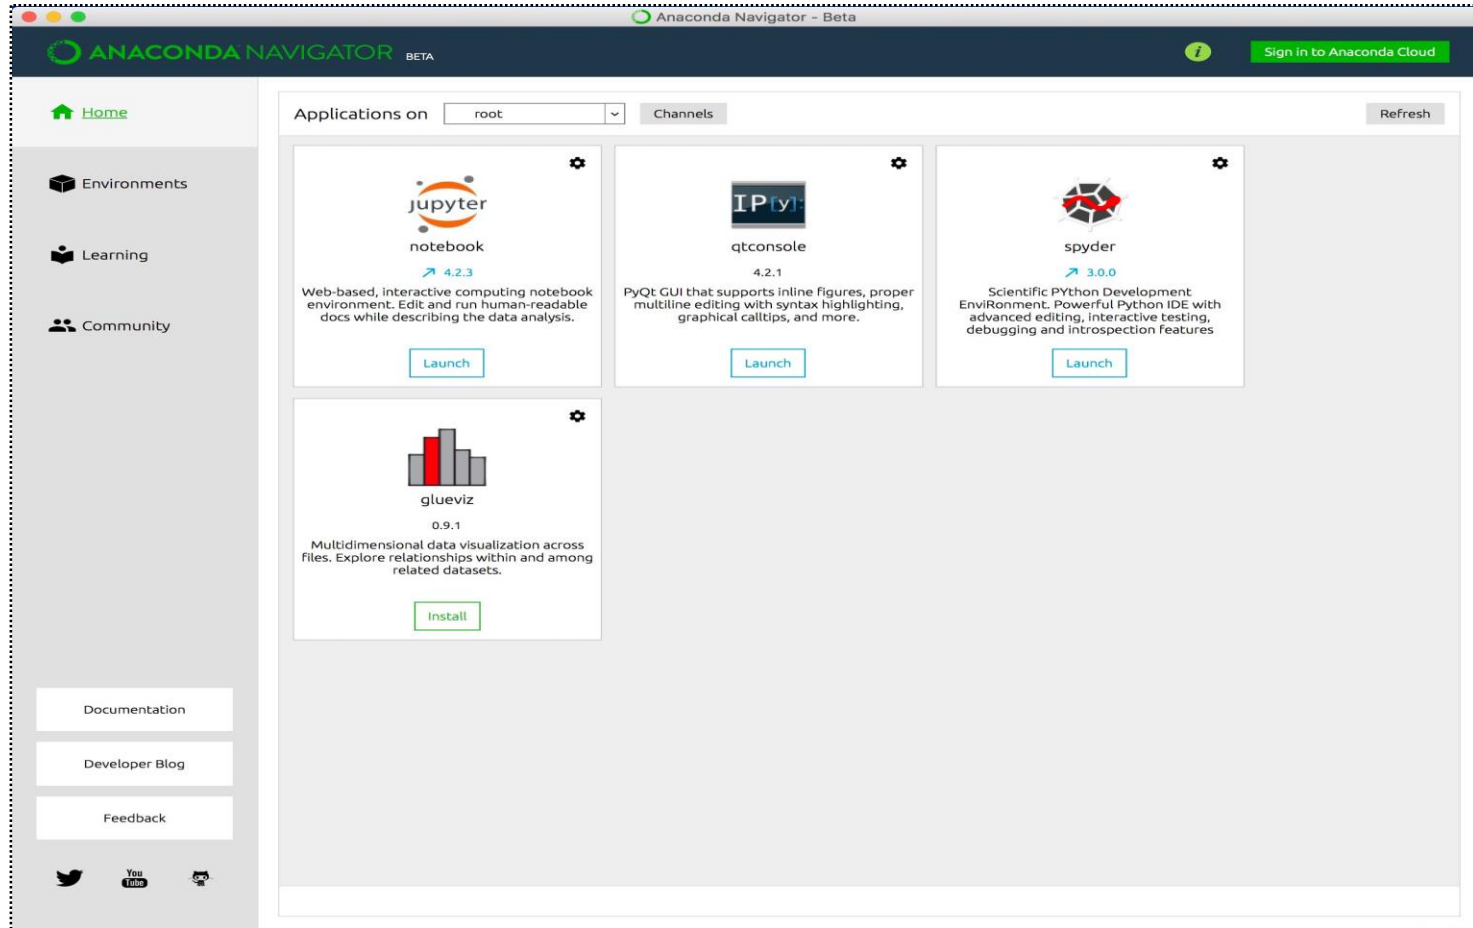 Anaconda Navigator - Beta
ANACONDA NAVIGATOR BETA
i
Sign in to Anaconda Cloud
Home
Environments
Learning
Community
Documentation
Developer Blog
Feedback
You
Tube
Applications on root Channels Refresh
jupyter
notebook
4.2.3
Web-based, interactive computing notebook
environment. Edit and run human-readable
docs while describing the data analysis.
Launch
IP[y]:
qtconsole
4.2.1
PyQt GUI that supports inline figures, proper
multiline editing with syntax highlighting,
graphical calltips, and more.
Launch
spyder
3.0.0
Scientific PYthon Development
EnviRonment. Powerful Python IDE with
advanced editing, interactive testing,
debugging and introspection features
Launch
glueviz
0.9.1
Multidimensional data visualization across
files. Explore relationships within and among
related datasets.
Install